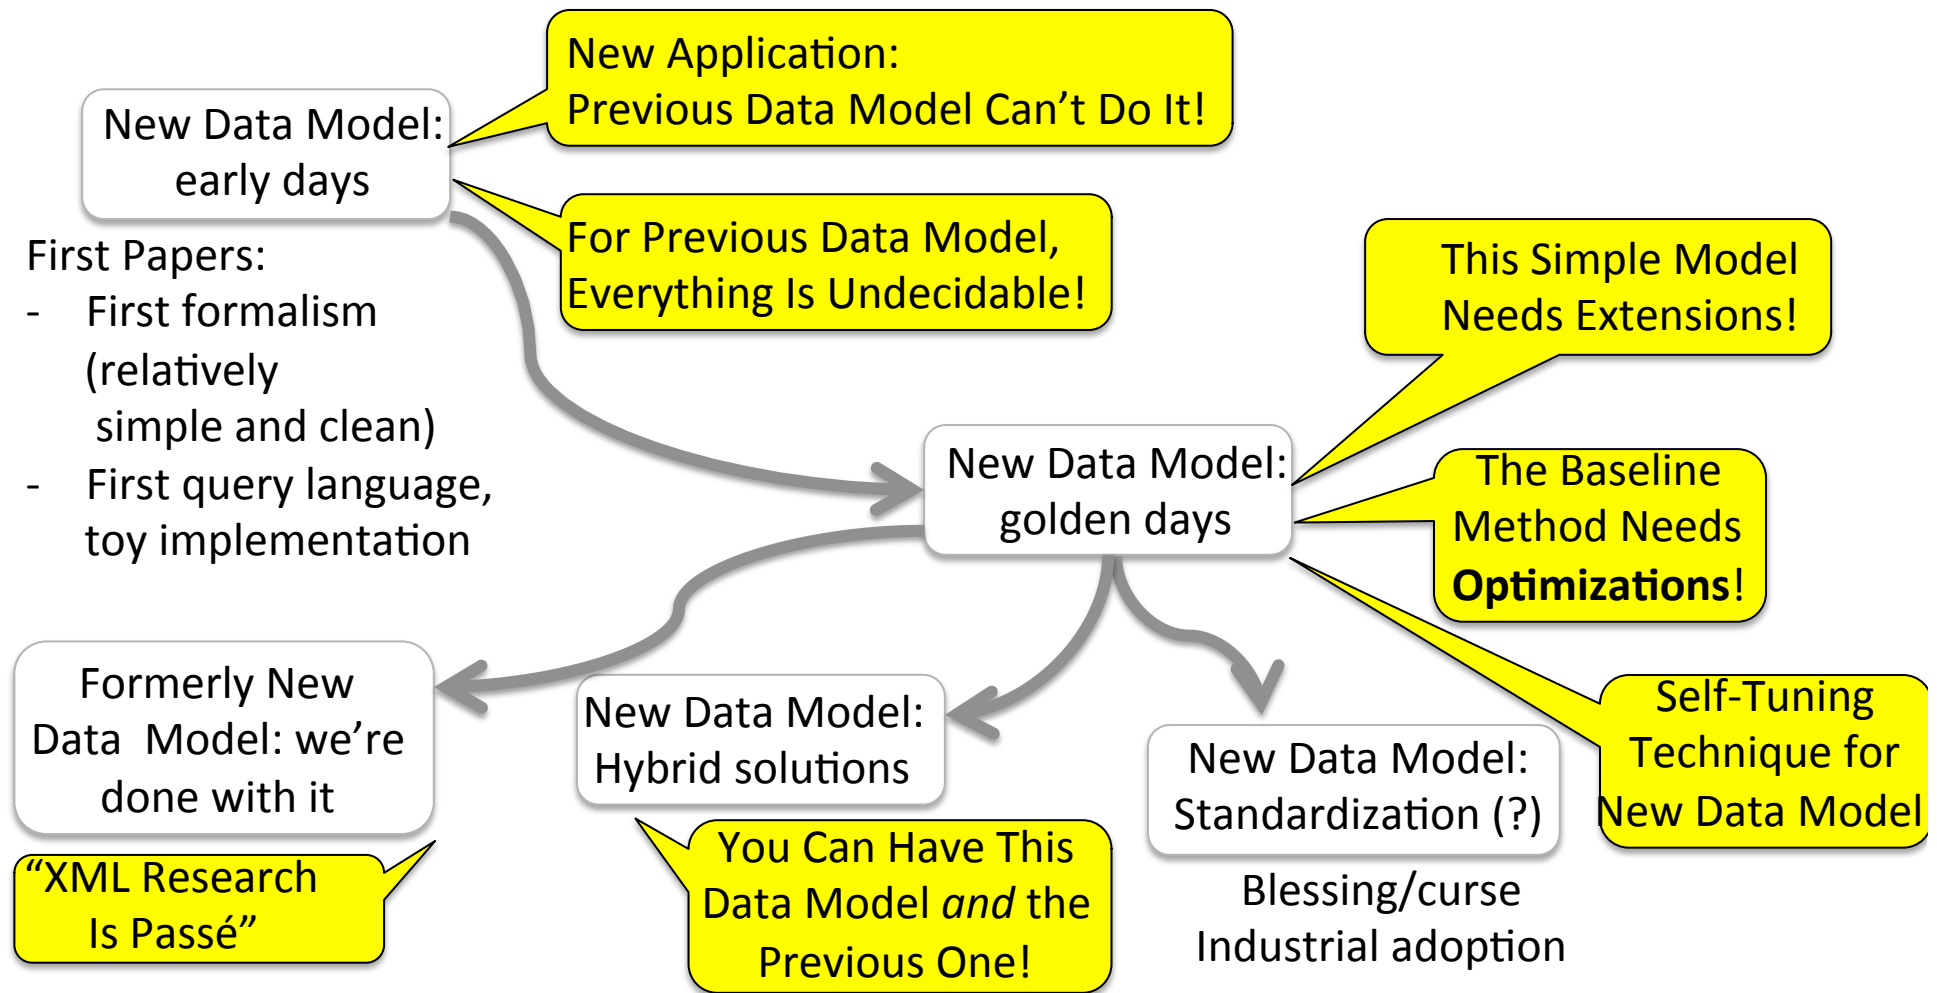 New Application:
Previous Data Model Can’t Do It!
New Data Model:
early days
For Previous Data Model,
Everything Is Undecidable!
First Papers:
- First formalism
(relatively
simple and clean)
- First query language,
toy implementation
This Simple Model
Needs Extensions!
New Data Model:
golden days
The Baseline
Method Needs
Optimizations!
Self-Tuning
Technique for
New Data Model
Formerly New
Data Model: we’re
done with it
“XML Research
Is Passé”
New Data Model:
Hybrid solutions
You Can Have This
Data Model and the
Previous One!
New Data Model:
Standardization (?)
Blessing/curse
Industrial adoption